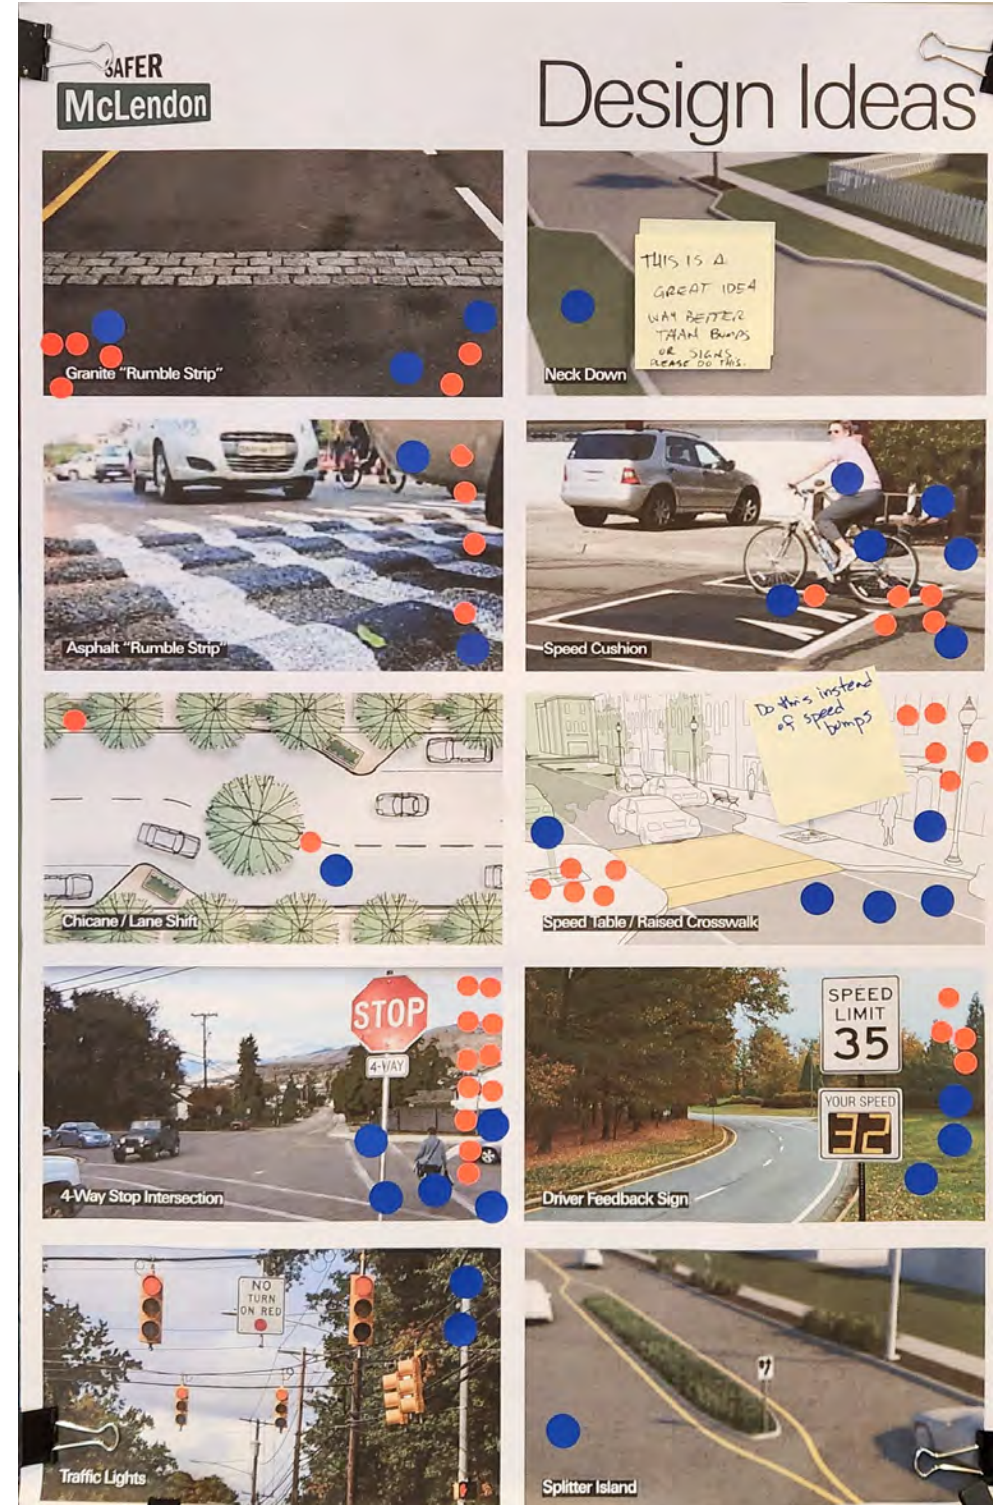 SAFER
McLendon
Design Ideas
Granite "Rumble Strip"
THIS IS A
GREAT IDEA
WAY BETTER
THAN BUMPS
OR SIGNS
PLEASE DO THIS.
Neck Down
Asphalt "Rumble Strip"
Speed Cushion
Chicane / Lane Shift
Do this instead
of speed
bumps
Speed Table / Raised Crosswalk
STOP
4-WAY
4-Way Stop Intersection
SPEED
LIMIT
35
YOUR SPEED
32
Driver Feedback Sign
NO
TURN
ON RED
Traffic Lights
Splitter Island